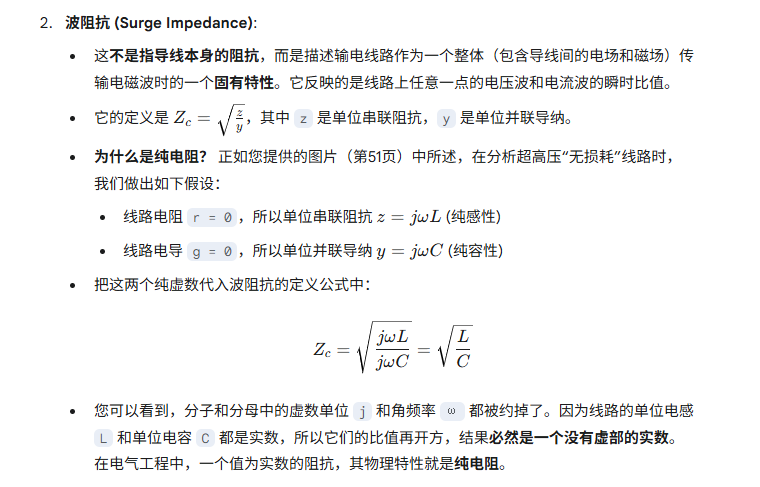 2. 波阻抗 (Surge Impedance):
• 这不是指导线本身的阻抗，而是描述输电线路作为一个整体（包含导线间的电场和磁场）传
输电磁波时的一个固有特性。它反映的是线路上任意一点的电压波和电流波的瞬时比值。
• 它的定义是 Z_c = √(z/y)，其中 z 是单位串联阻抗，y 是单位并联导纳。
• 为什么是纯电阻？ 正如您提供的图片（第51页）中所述，在分析超高压“无损耗”线路时，
我们做出如下假设：
• 线路电阻 r = 0，所以单位串联阻抗 z = jωL (纯感性)
• 线路电导 g = 0，所以单位并联导纳 y = jωC (纯容性)
• 把这两个纯虚数代入波阻抗的定义公式中：
Z_c = √(jωL/jωC) = √(L/C)
• 您可以看到，分子和分母中的虚数单位 j 和角频率 ω 都被约掉了。因为线路的单位电感
L 和单位电容 C 都是实数，所以它们的比值再开方，结果必然是一个没有虚部的实数。
在电气工程中，一个值为实数的阻抗，其物理特性就是纯电阻。